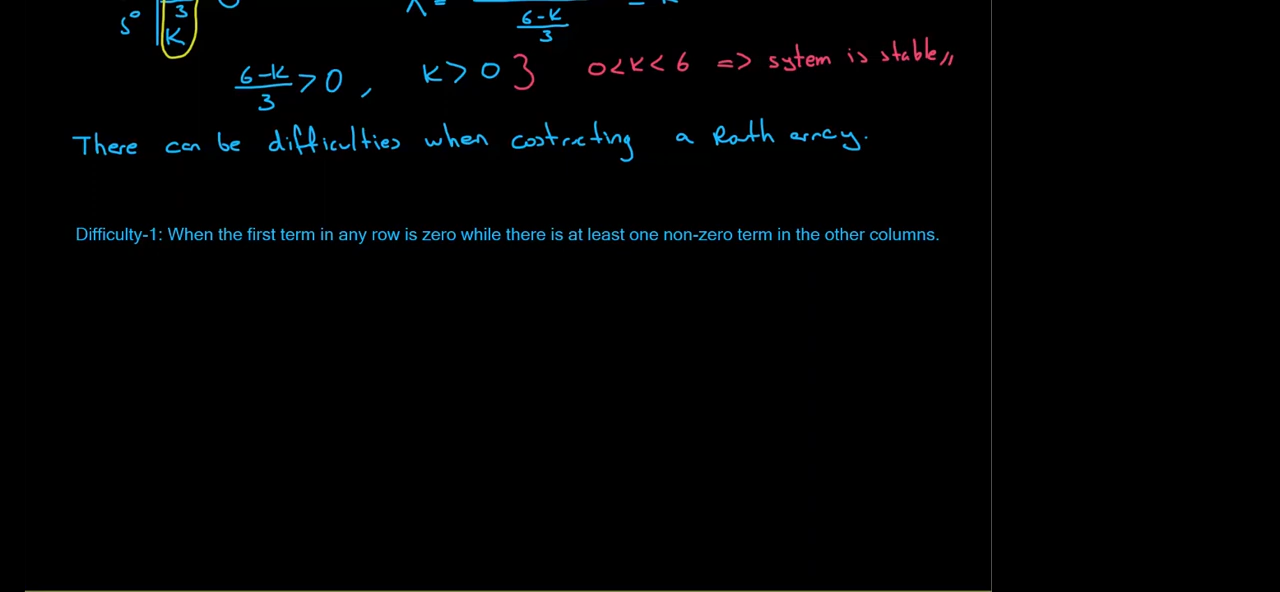 s⁰ | 3
K
λ = 6-K/3 = K
6-K/3 > 0 , K > 0 } 0<K<6 => sytem is stable,,
There can be difficulties when costructing a Routh array.
Difficulty-1: When the first term in any row is zero while there is at least one non-zero term in the other columns.